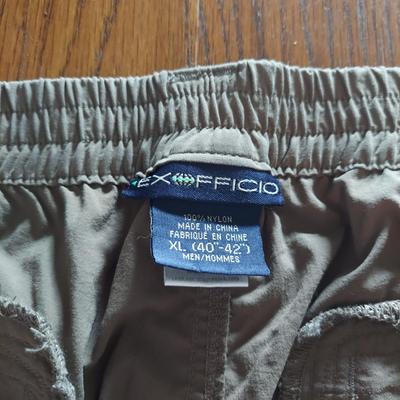 EXOFFICIO
100% NYLON
MADE IN CHINA
FABRIQUÉ EN CHINE
XL (40"-42")
MEN/HOMMES